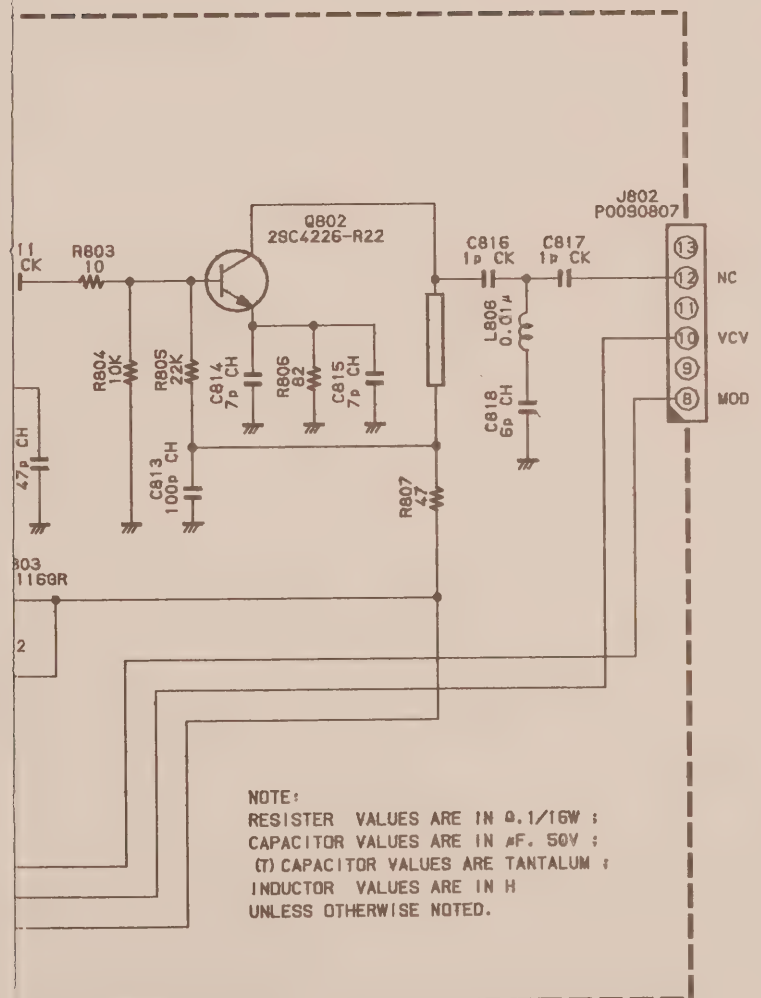 J802
P0090807
Q802
2SC4226-R22
11
CK
R803
10
C816
1p CK
C817
1p CK
13
12
NC
11
10
VCV
9
8
MOD
L808
0.01μ
R804
10K
R805
22K
C814
7p CH
R806
82
C815
7p CH
C818
6p CH
47p CH
C813
100p CH
R807
47
803
116GR
2
NOTE:
RESISTER VALUES ARE IN Ω.1/16W ;
CAPACITOR VALUES ARE IN μF. 50V ;
(T) CAPACITOR VALUES ARE TANTALUM ;
INDUCTOR VALUES ARE IN H
UNLESS OTHERWISE NOTED.